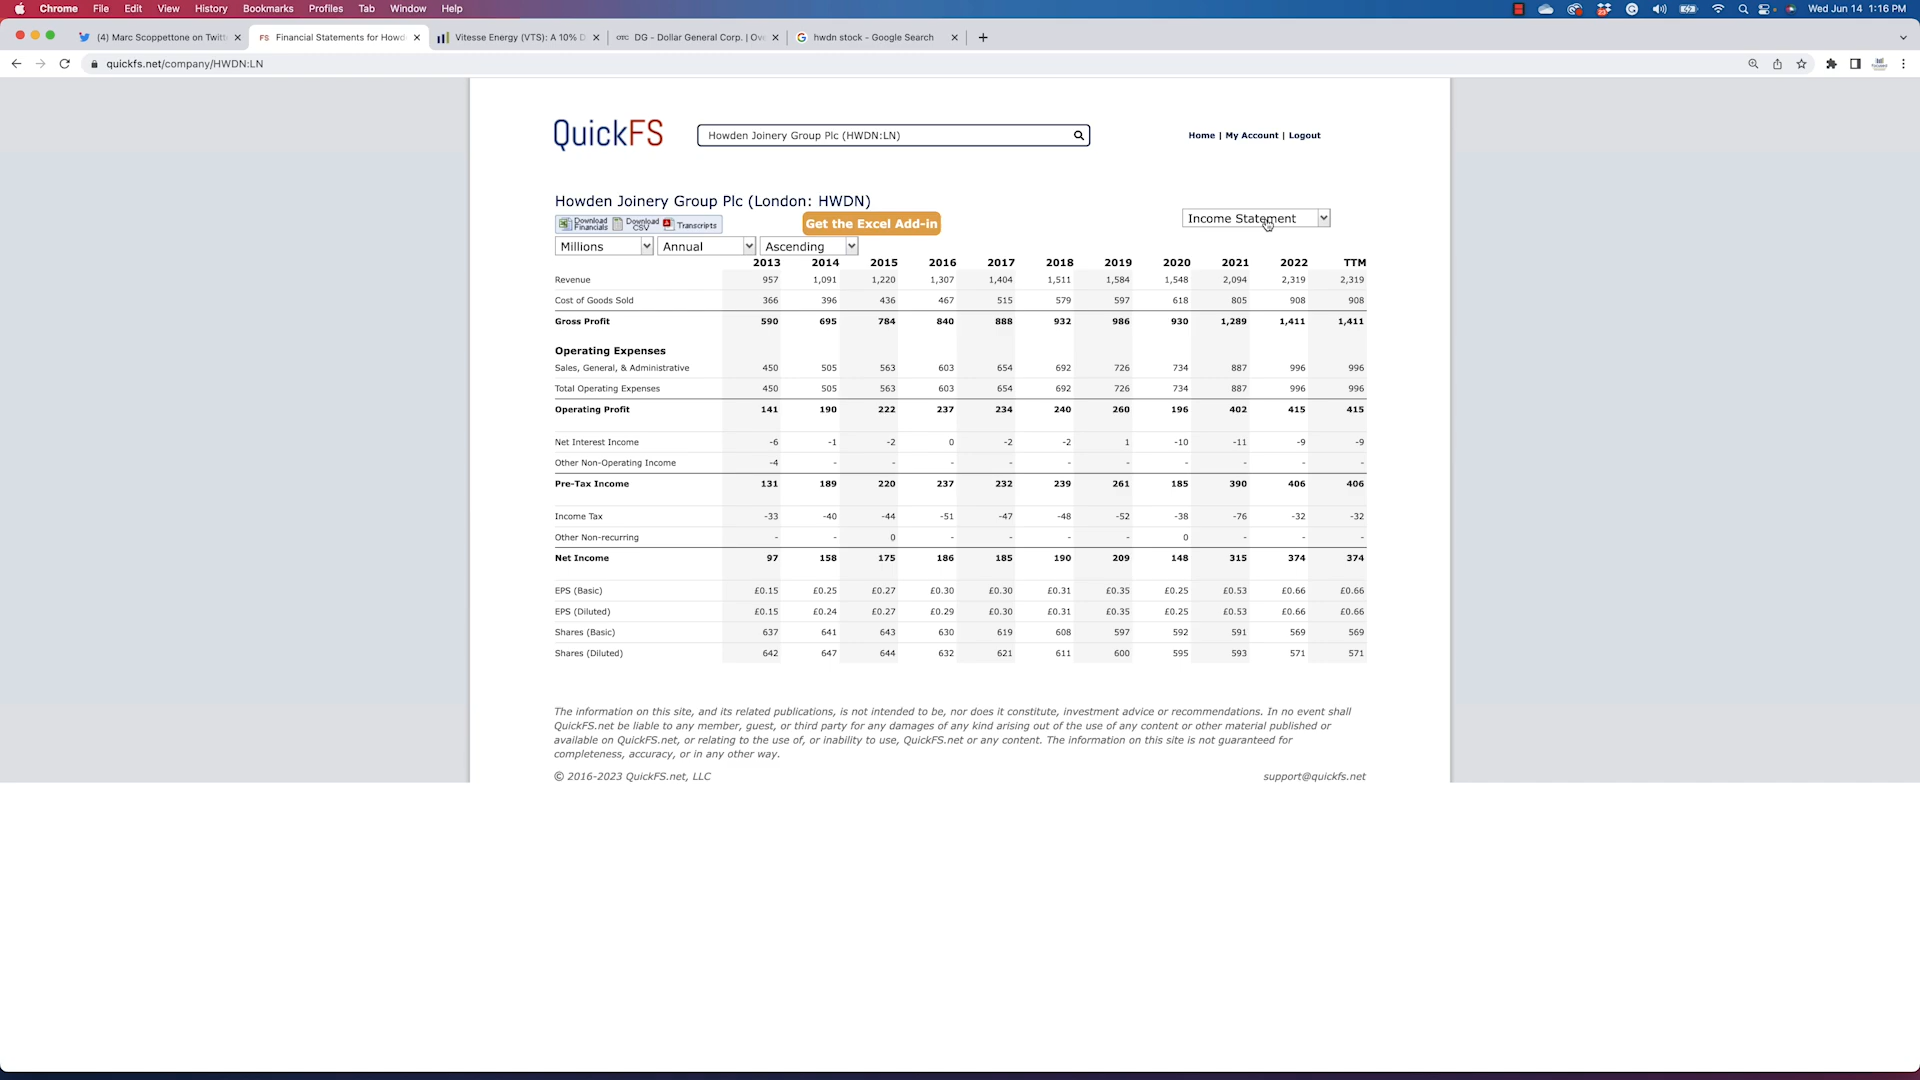 Chrome File Edit View History Bookmarks Profiles Tab Window Help Wed Jun 14 1:16 PM
(4) Marc Scoppettone on Twitt FS Financial Statements for Howd Vitesse Energy (VTS): A 10% D OTC DG - Dollar General Corp. | Ov G hwdn stock - Google Search
quickfs.net/company/HWDN:LN
QuickFS Howden Joinery Group Plc (HWDN:LN) Home | My Account | Logout
Howden Joinery Group Plc (London: HWDN)
Income Statement
Download Financials Download CSV Transcripts Get the Excel Add-in
Millions Annual Ascending
2013 2014 2015 2016 2017 2018 2019 2020 2021 2022 TTM
Revenue 957 1,091 1,220 1,307 1,404 1,511 1,584 1,548 2,094 2,319 2,319
Cost of Goods Sold 366 396 436 467 515 579 597 618 805 908 908
Gross Profit 590 695 784 840 888 932 986 930 1,289 1,411 1,411
Operating Expenses
Sales, General, & Administrative 450 505 563 603 654 692 726 734 887 996 996
Total Operating Expenses 450 505 563 603 654 692 726 734 887 996 996
Operating Profit 141 190 222 237 234 240 260 196 402 415 415
Net Interest Income -6 -1 -2 0 -2 -2 1 -10 -11 -9 -9
Other Non-Operating Income -4 - - - - - - - - - -
Pre-Tax Income 131 189 220 237 232 239 261 185 390 406 406
Income Tax -33 -40 -44 -51 -47 -48 -52 -38 -76 -32 -32
Other Non-recurring - - 0 - - - - 0 - - -
Net Income 97 158 175 186 185 190 209 148 315 374 374
EPS (Basic) £0.15 £0.25 £0.27 £0.30 £0.30 £0.31 £0.35 £0.25 £0.53 £0.66 £0.66
EPS (Diluted) £0.15 £0.24 £0.27 £0.29 £0.30 £0.31 £0.35 £0.25 £0.53 £0.66 £0.66
Shares (Basic) 637 641 643 630 619 608 597 592 591 569 569
Shares (Diluted) 642 647 644 632 621 611 600 595 593 571 571
The information on this site, and its related publications, is not intended to be, nor does it constitute, investment advice or recommendations. In no event shall
QuickFS.net be liable to any member, guest, or third party for any damages of any kind arising out of the use of any content or other material published or
available on QuickFS.net, or relating to the use of, or inability to use, QuickFS.net or any content. The information on this site is not guaranteed for
completeness, accuracy, or in any other way.
© 2016-2023 QuickFS.net, LLC support@quickfs.net